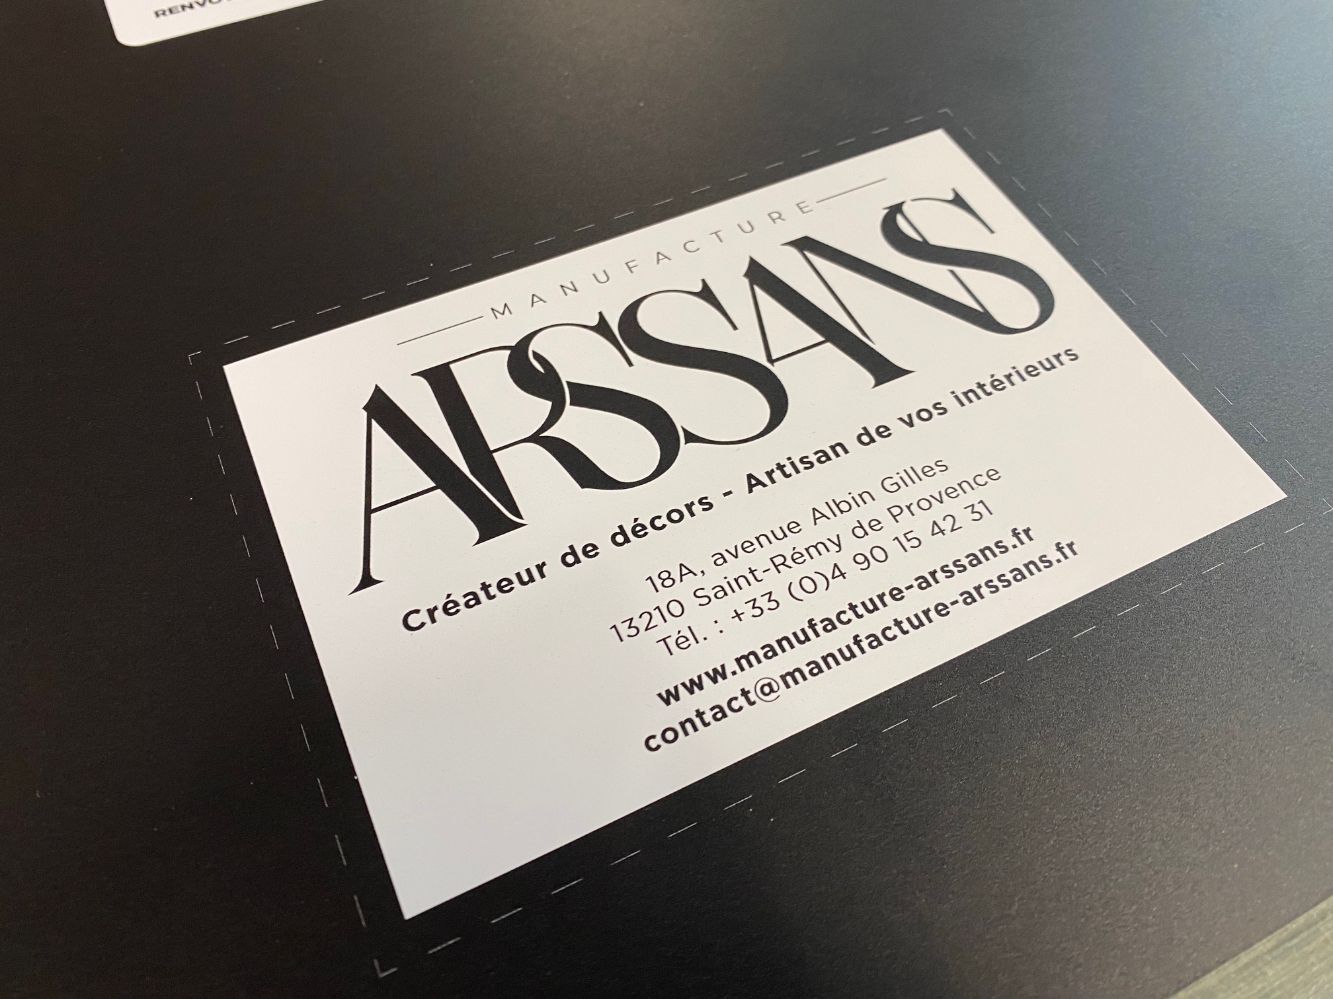 MANUFACTURE
ARSSANS
Créateur de décors - Artisan de vos intérieurs
18A, avenue Albin Gilles
13210 Saint-Rémy de Provence
Tél. : +33 (0)4 90 15 42 31
www.manufacture-arssans.fr
contact@manufacture-arssans.fr